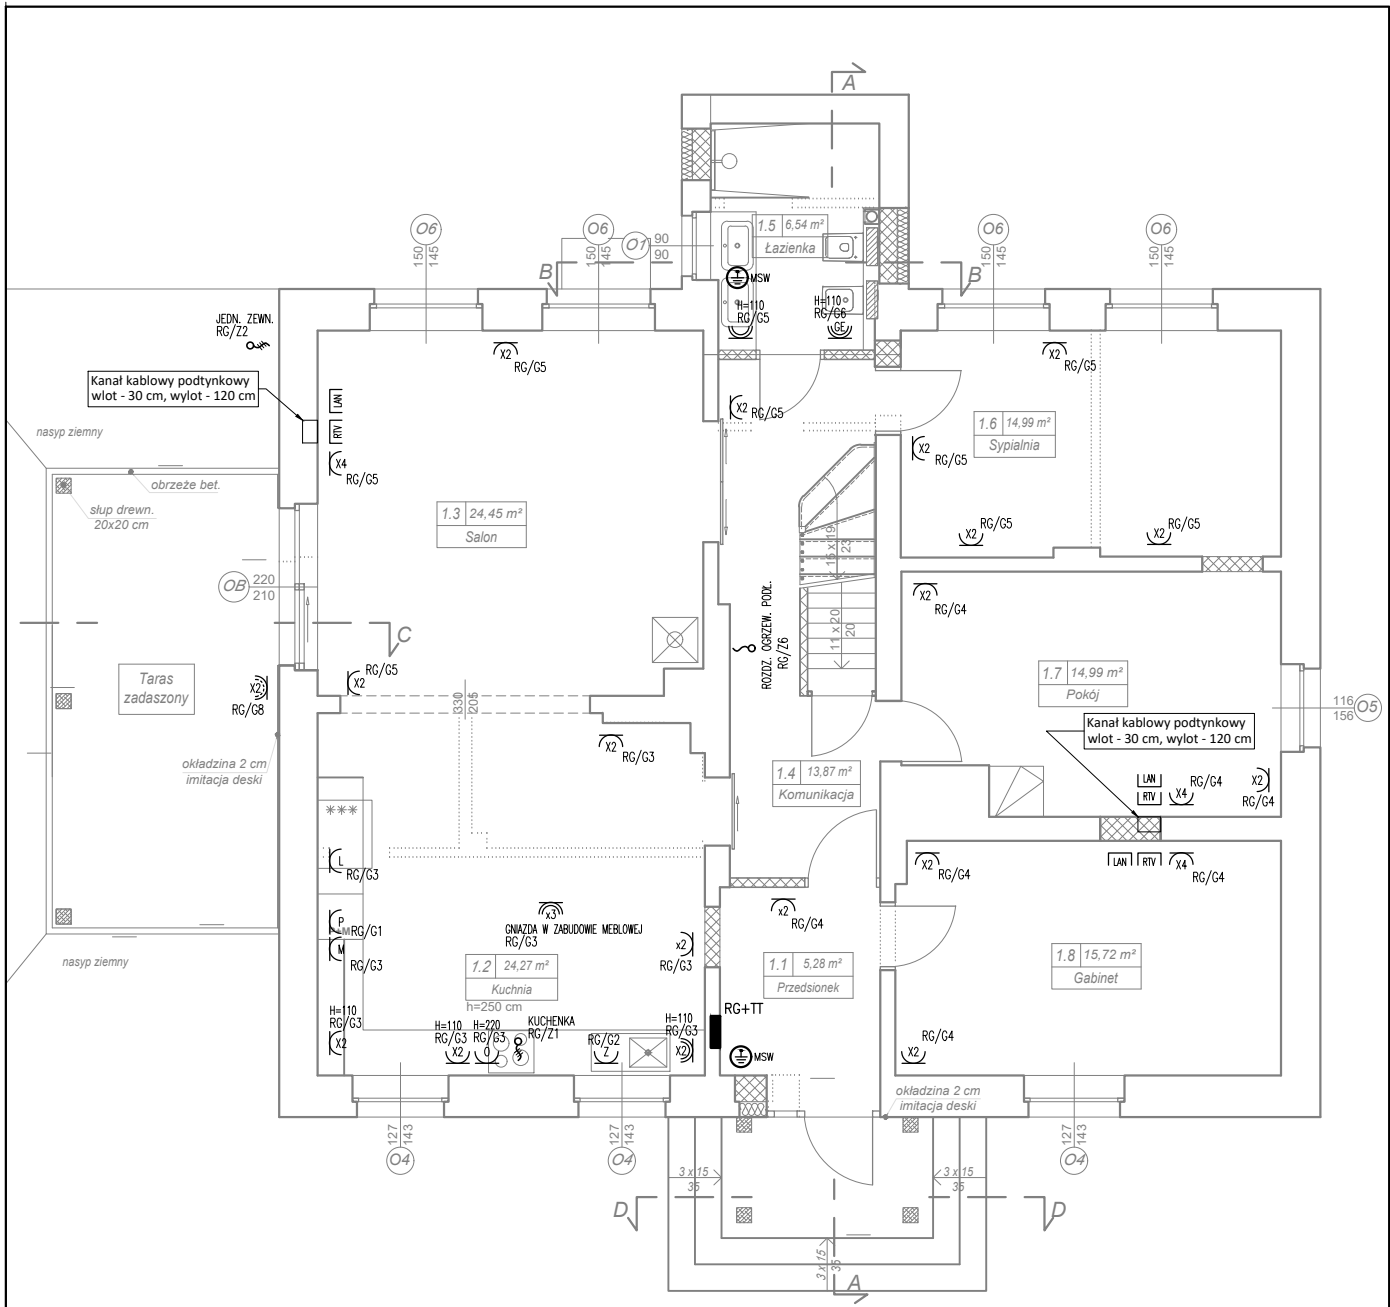 A
O6
150
145
O6
150
145
O1
90
90
1.5 6,54 m²
Łazienka
O6
150
145
O6
150
145
B
B
MSW
H=110
RG/G5
H=110
RG/G6
GE
JEDN. ZEWN.
RG/Z2
Kanał kablowy podtynkowy
wlot - 30 cm, wylot - 120 cm
X2
RG/G5
X2
RG/G5
LAN
RTV
X2
RG/G5
nasyp ziemny
X4
RG/G5
1.6 14,99 m²
Sypialnia
X2
RG/G5
obrzeże bet.
słup drewn.
20x20 cm
1.3 24,45 m²
Salon
15 x 19
23
X2
RG/G5
X2
RG/G5
OB
220
210
C
11 x 20
20
ROZDZ. OGRZEW. PODŁ.
RG/Z6
X2
RG/G4
Taras
zadaszony
X2
RG/G8
X2
RG/G5
330
205
1.7 14,99 m²
Pokój
116
156
O5
Kanał kablowy podtynkowy
wlot - 30 cm, wylot - 120 cm
okładzina 2 cm
imitacja deski
X2
RG/G3
1.4 13,87 m²
Komunikacja
LAN
RTV
X4
RG/G4
X2
RG/G4
***
L
RG/G3
X2
RG/G4
LAN
RTV
X4
RG/G4
P
RG/G1
M
RG/G3
x3
GNIAZDA W ZABUDOWIE MEBLOWEJ
RG/G3
x2
RG/G3
x2
RG/G4
1.2 24,27 m²
Kuchnia
h=250 cm
1.1 5,28 m²
Przedsionek
1.8 15,72 m²
Gabinet
nasyp ziemny
H=110
RG/G3
X2
H=110
RG/G3
X2
H=220
RG/G3
O
KUCHENKA
RG/Z1
RG/G2
Z
H=110
RG/G3
X2
RG+TT
MSW
RG/G4
X2
okładzina 2 cm
imitacja deski
127
143
O4
127
143
O4
127
143
O4
3 x 15
35
3 x 15
35
D
D
3 x 15
35
A